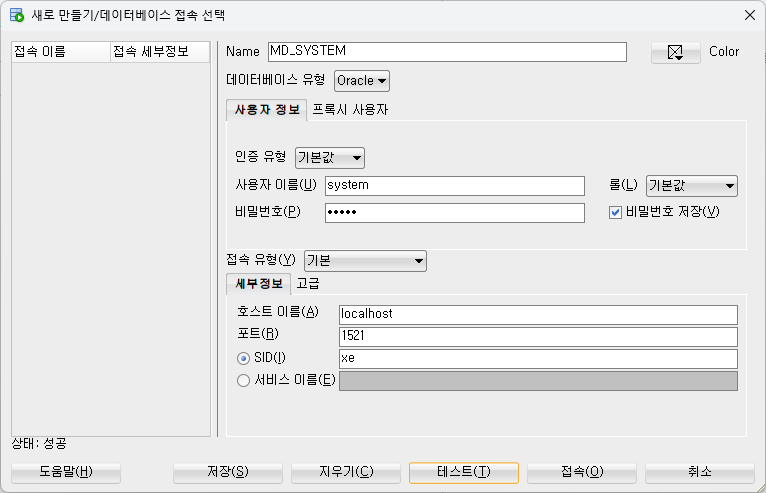 새로 만들기/데이터베이스 접속 선택
접속 이름 접속 세부정보
Name MD_SYSTEM Color
데이터베이스 유형 Oracle
사용자 정보 프록시 사용자
인증 유형 기본값
사용자 이름(U) system 롤(L) 기본값
비밀번호(P) ••••• 비밀번호 저장(V)
접속 유형(Y) 기본
세부정보 고급
호스트 이름(A) localhost
포트(R) 1521
SID(I) xe
서비스 이름(E)
상태: 성공
도움말(H) 저장(S) 지우기(C) 테스트(T) 접속(O) 취소